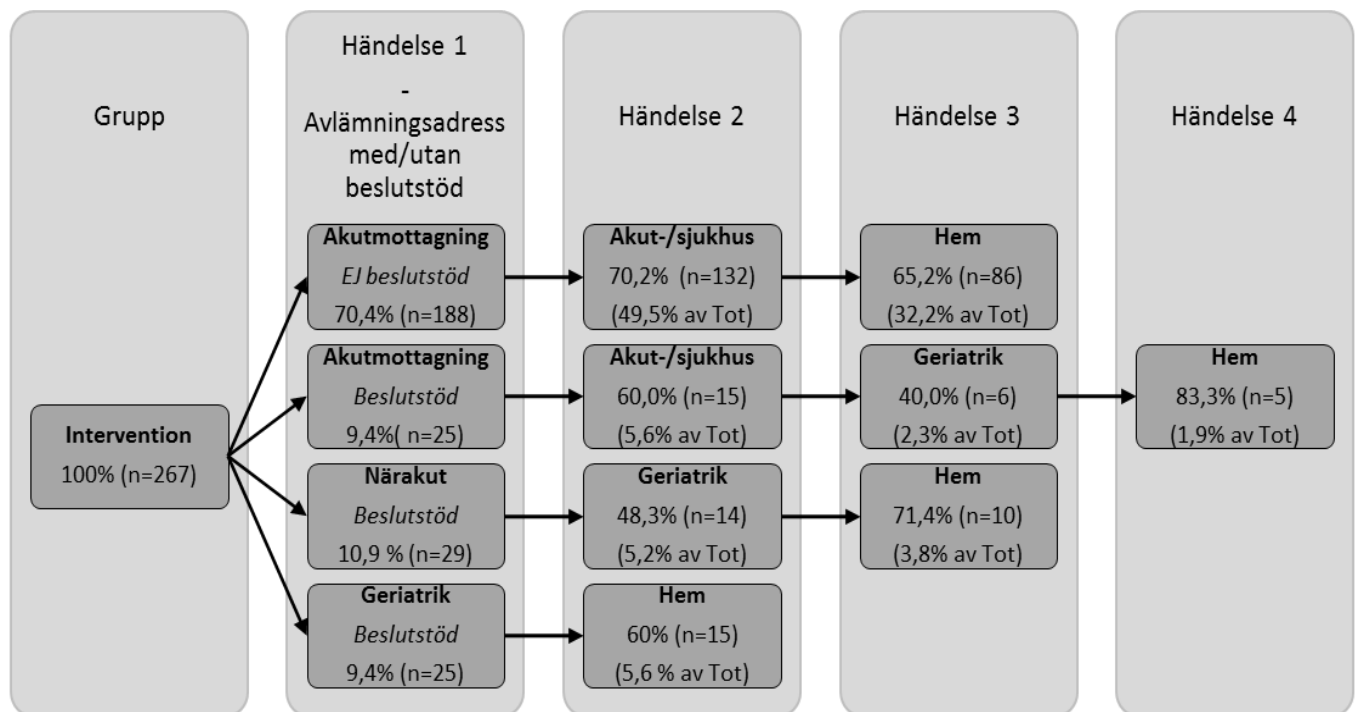 Grupp
Händelse 1
-
Avlämningsadress
med/utan
beslutstöd
Händelse 2
Händelse 3
Händelse 4
Intervention
100% (n=267)
Akutmottagning
EJ beslutstöd
70,4% (n=188)
Akut-/sjukhus
70,2% (n=132)
(49,5% av Tot)
Hem
65,2% (n=86)
(32,2% av Tot)
Akutmottagning
Beslutstöd
9,4%( n=25)
Akut-/sjukhus
60,0% (n=15)
(5,6% av Tot)
Geriatrik
40,0% (n=6)
(2,3% av Tot)
Hem
83,3% (n=5)
(1,9% av Tot)
Närakut
Beslutstöd
10,9 % (n=29)
Geriatrik
48,3% (n=14)
(5,2% av Tot)
Hem
71,4% (n=10)
(3,8% av Tot)
Geriatrik
Beslutstöd
9,4% (n=25)
Hem
60% (n=15)
(5,6 % av Tot)